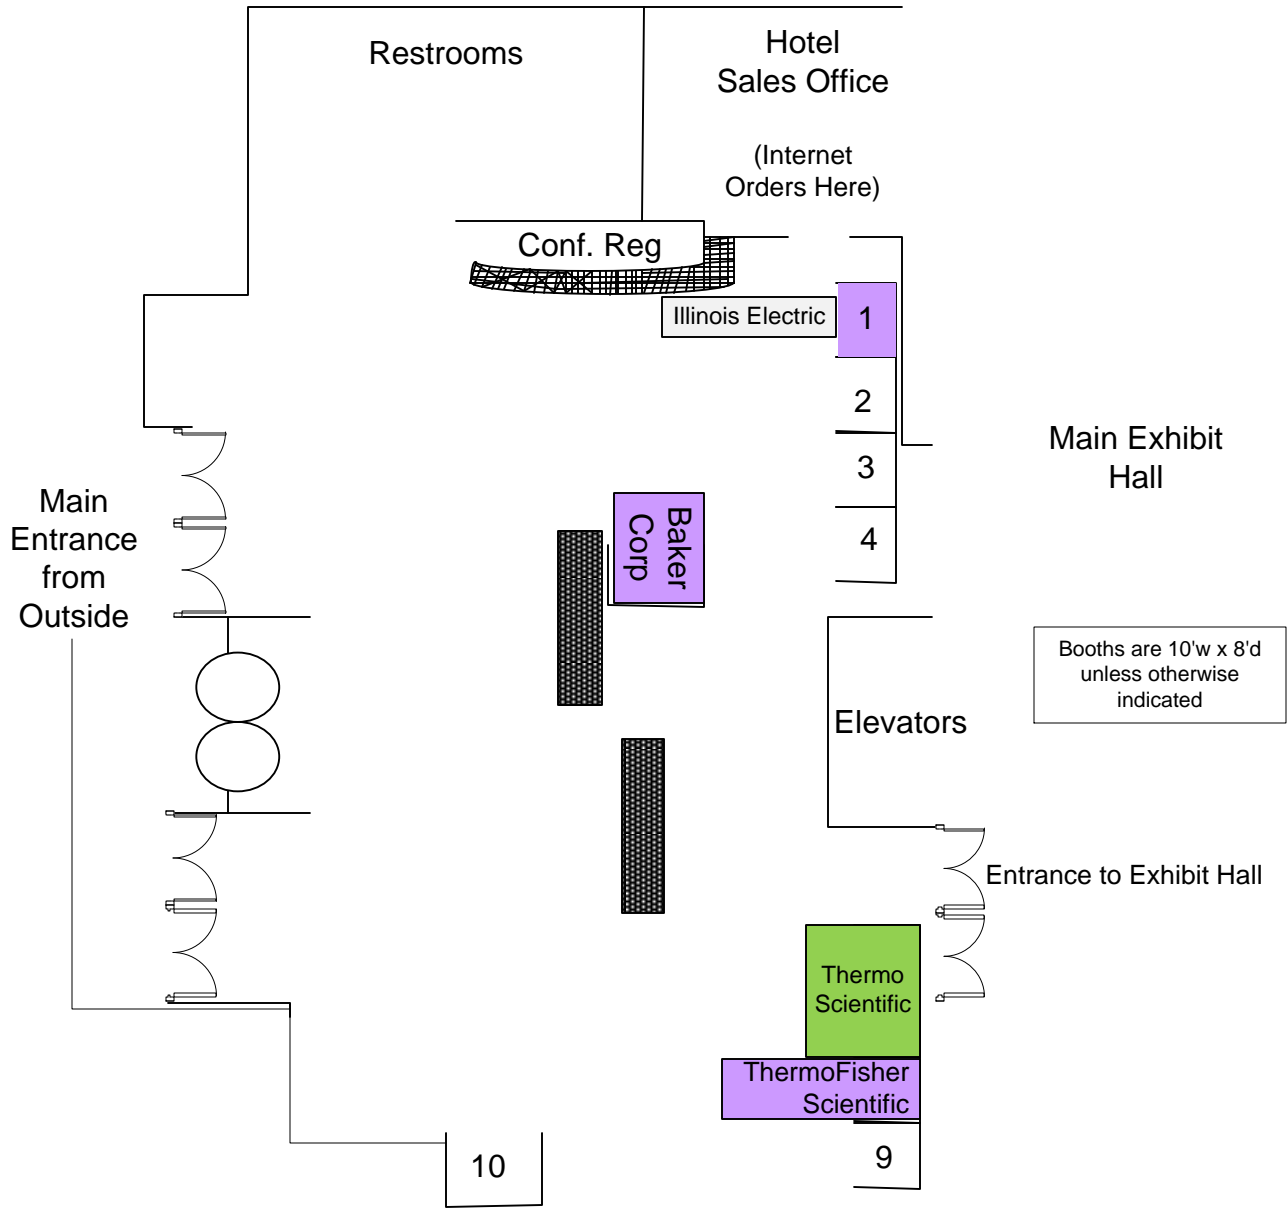 Restrooms
Hotel
Sales Office
(Internet
Orders Here)
Conf. Reg
Illinois Electric
1
2
3
4
Main Exhibit
Hall
Main
Entrance
from
Outside
Baker
Corp
Booths are 10'w x 8'd
unless otherwise
indicated
Elevators
Entrance to Exhibit Hall
Thermo
Scientific
ThermoFisher
Scientific
9
10